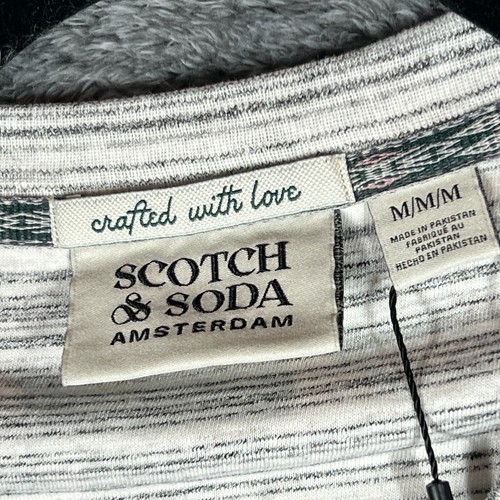 crafted with love
SCOTCH
& SODA
AMSTERDAM
M/M/M
MADE IN PAKISTAN
FABRIQUÉ AU
PAKISTAN
HECHO EN PAKISTAN